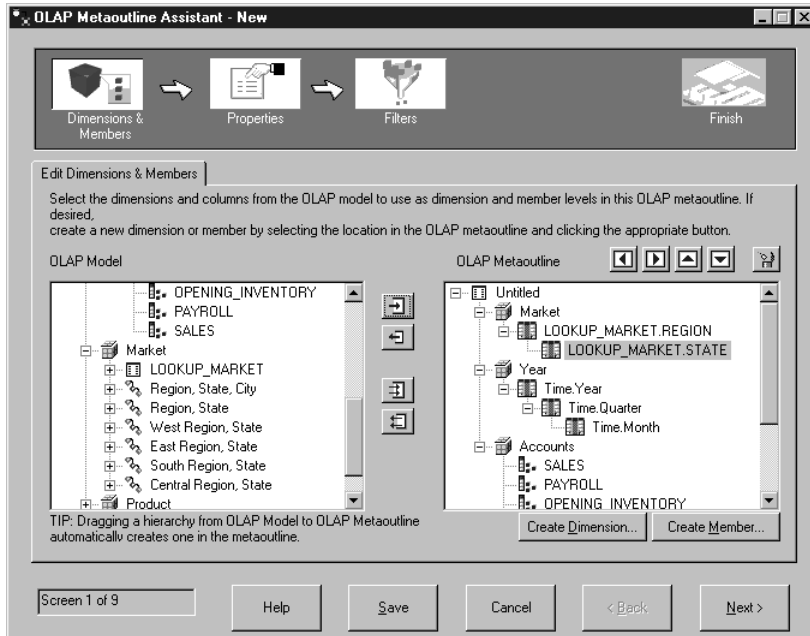 OLAP Metaoutline Assistant - New
Dimensions &
Members
Properties
Filters
Finish
Edit Dimensions & Members
Select the dimensions and columns from the OLAP model to use as dimension and member levels in this OLAP metaoutline. If
desired,
create a new dimension or member by selecting the location in the OLAP metaoutline and clicking the appropriate button.
OLAP Model
OPENING_INVENTORY
PAYROLL
SALES
Market
LOOKUP_MARKET
Region, State, City
Region, State
West Region, State
East Region, State
South Region, State
Central Region, State
Product
TIP: Dragging a hierarchy from OLAP Model to OLAP Metaoutline
automatically creates one in the metaoutline.
OLAP Metaoutline
Untitled
Market
LOOKUP_MARKET.REGION
LOOKUP_MARKET.STATE
Year
Time.Year
Time.Quarter
Time.Month
Accounts
SALES
PAYROLL
OPENING_INVENTORY
Create Dimension...
Create Member...
Screen 1 of 9
Help
Save
Cancel
< Back
Next >